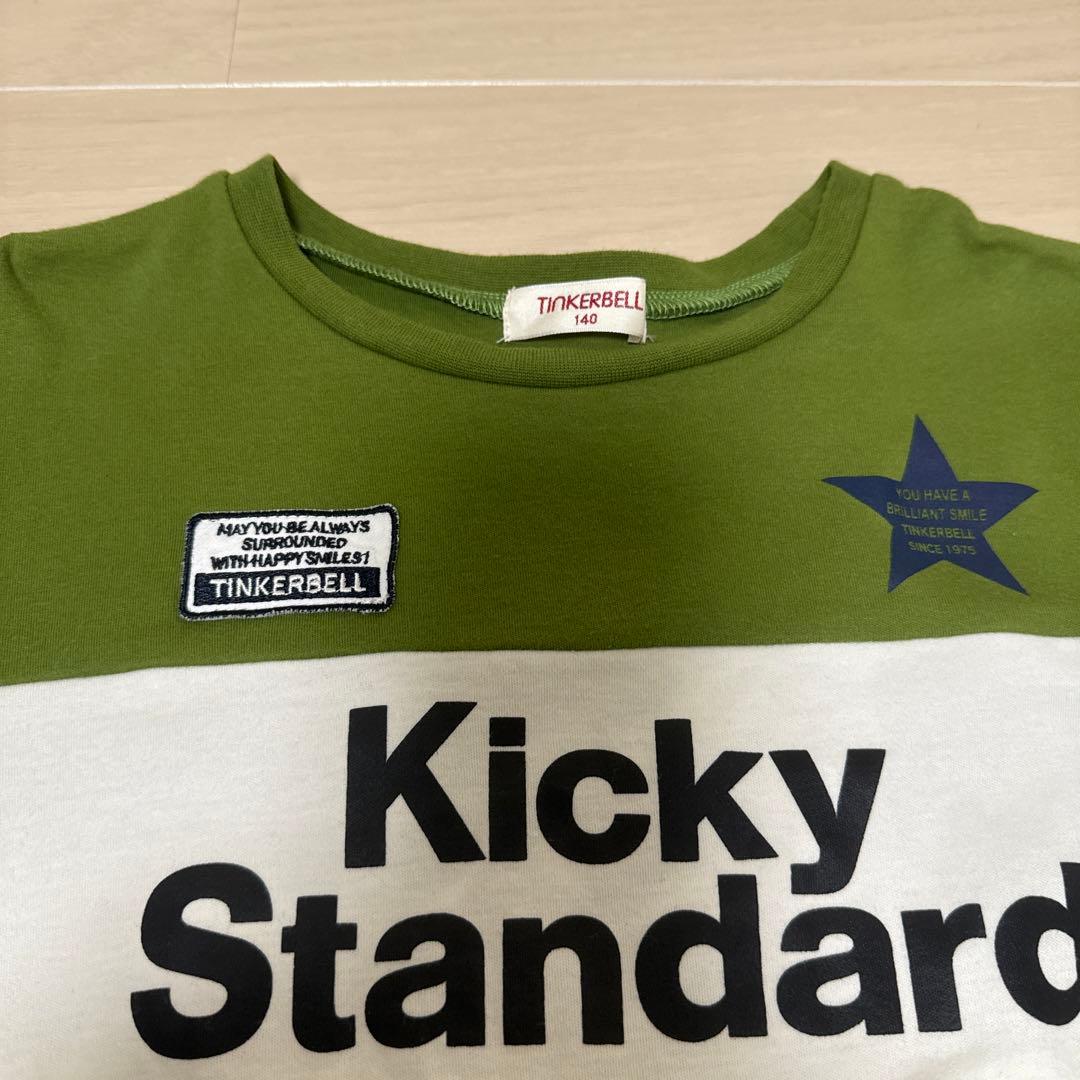 TINKERBELL
140
YOU HAVE A
BRILLIANT SMILE
TINKERBELL
SINCE 1975
MAY YOU BE ALWAYS
SURROUNDED
WITH HAPPY SMILES!
TINKERBELL
Kicky
Standard